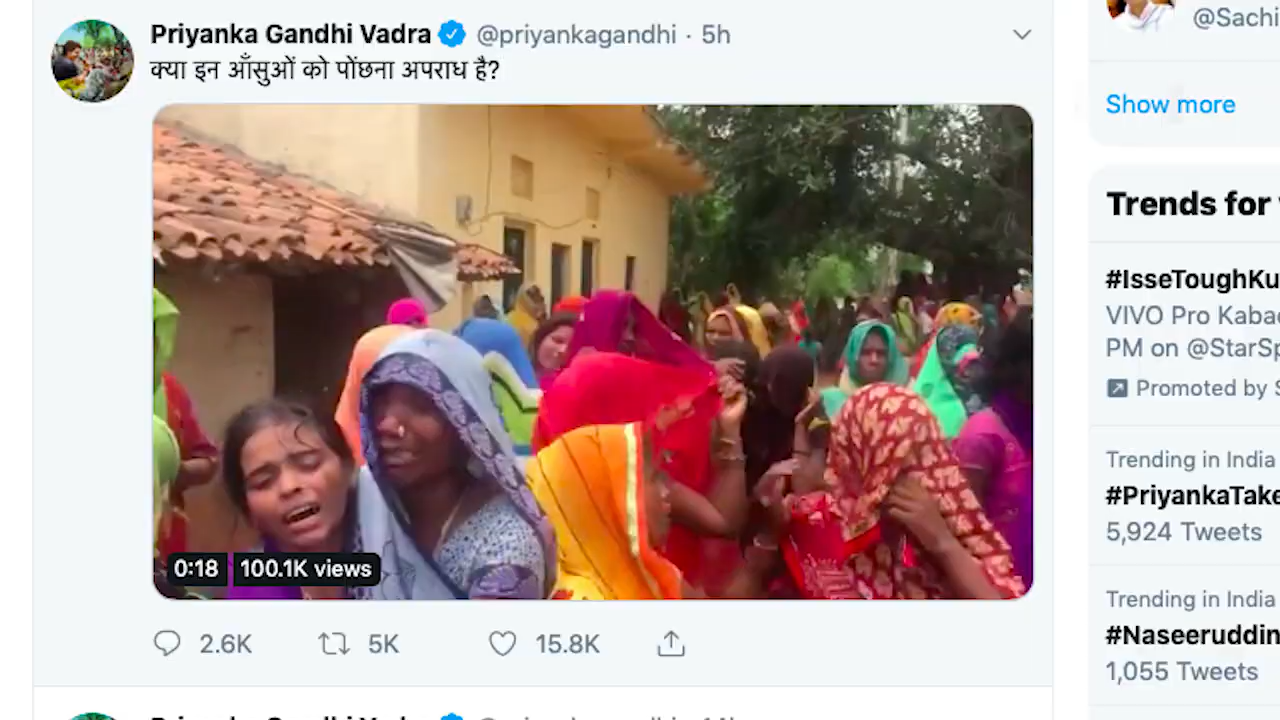 Priyanka Gandhi Vadra @priyankagandhi · 5h
क्या इन आँसुओं को पोंछना अपराध है?
0:18 100.1K views
2.6K 5K 15.8K
@Sachi
Show more
Trends for
#IsseToughKu
VIVO Pro Kabad
PM on @StarSp
Promoted by S
Trending in India
#PriyankaTake
5,924 Tweets
Trending in India
#Naseeruddin
1,055 Tweets